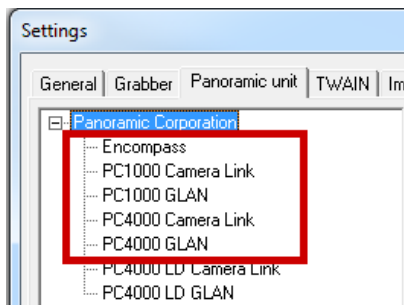 Settings
General Grabber Panoramic unit TWAIN Im
Panoramic Corporation
Encompass
PC1000 Camera Link
PC1000 GLAN
PC4000 Camera Link
PC4000 GLAN
PC4000 LD Camera Link
PC4000 LD GLAN